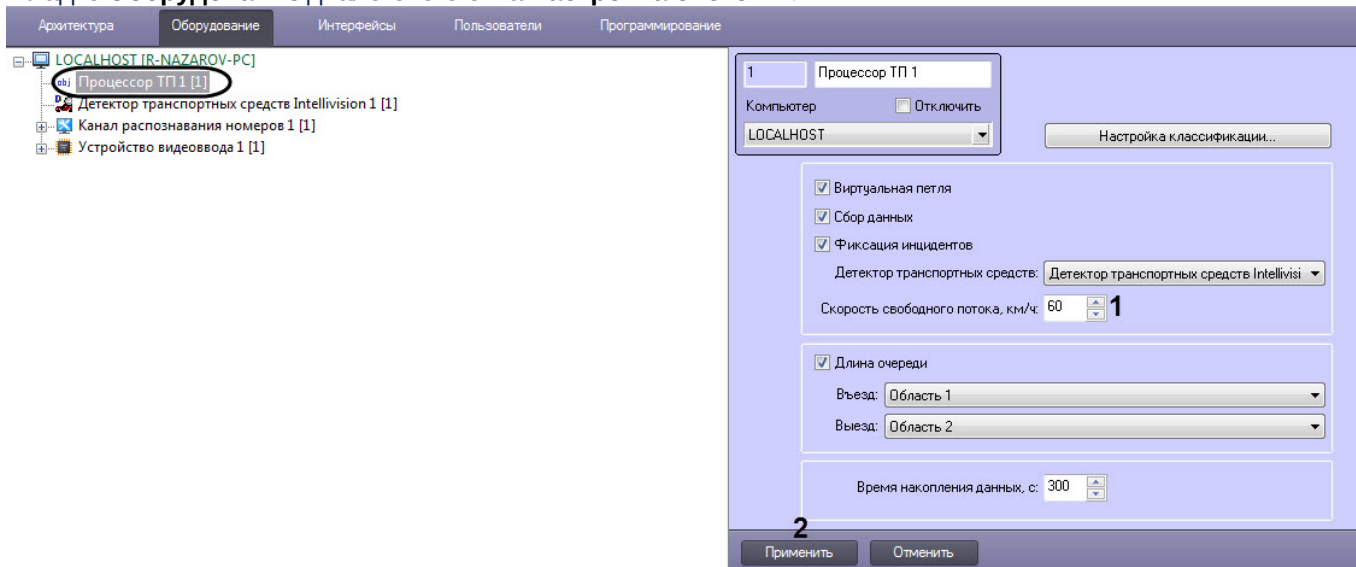 Оборудован
Архитектура Оборудование Интерфейсы Пользователи Программирование
LOCALHOST [R-NAZAROV-PC]
obj Процессор ТП 1 [1]
Детектор транспортных средств Intellivision 1 [1]
Канал распознавания номеров 1 [1]
Устройство видеоввода 1 [1]
1 Процессор ТП 1
Компьютер Отключить
LOCALHOST
Настройка классификации...
Виртуальная петля
Сбор данных
Фиксация инцидентов
Детектор транспортных средств: Детектор транспортных средств Intellivisi
Скорость свободного потока, км/ч: 60 1
Длина очереди
Въезд: Область 1
Выезд: Область 2
Время накопления данных, с: 300
2
Применить Отменить